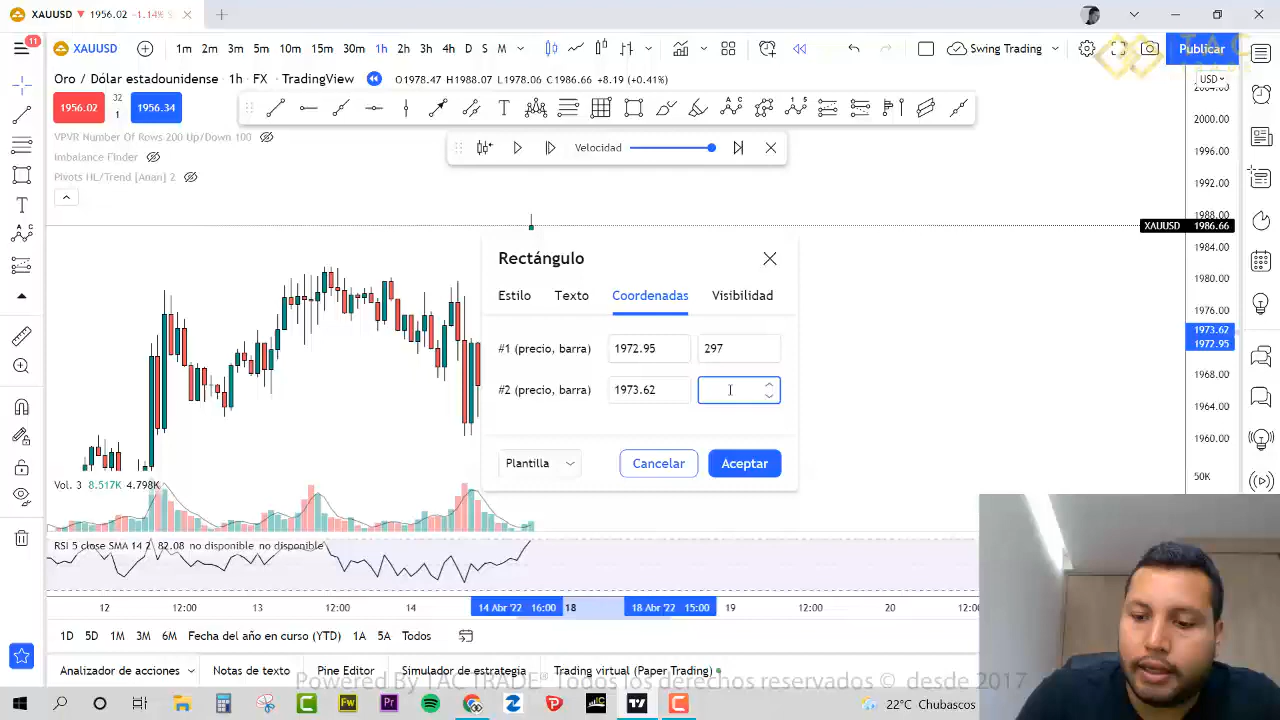 XAUUSD ▼ 1956.02 −1.14% S
11
XAUUSD
1m 2m 3m 5m 10m 15m 30m 1h 2h 3h 4h D S M
Swing Trading
Publicar
Oro / Dólar estadounidense · 1h · FX · TradingView
O1978.47 H1988.07 C1986.66 +8.19 (+0.41%)
USD
1956.02
32
1
1956.34
VPVR Number Of Rows 200 Up/Down 100
Imbalance Finder
Pivots HL/Trend [Anan] 2
Velocidad
2004.00
2000.00
1996.00
1992.00
1988.00
XAUUSD 1986.66
1984.00
1980.00
1976.00
1973.62
1972.95
1968.00
1964.00
1960.00
50K
Rectángulo
Estilo Texto Coordenadas Visibilidad
#1 (precio, barra) 1972.95 297
#2 (precio, barra) 1973.62
Plantilla Cancelar Aceptar
Vol. 3 8.517K 4.798K
RSI 5 close SMA 14 2 82.08 no disponible no disponible
12 12:00 13 12:00 14 14 Abr '22 16:00 18 18 Abr '22 15:00 19 12:00 20 12:00
1D 5D 1M 3M 6M Fecha del año en curso (YTD) 1A 5A Todos
Analizador de acciones Notas de texto Pine Editor Simulador de estrategia Trading virtual (Paper Trading)
Powered By TAC TRADE® Todos los derechos reservados © desde 2017
22°C Chubascos